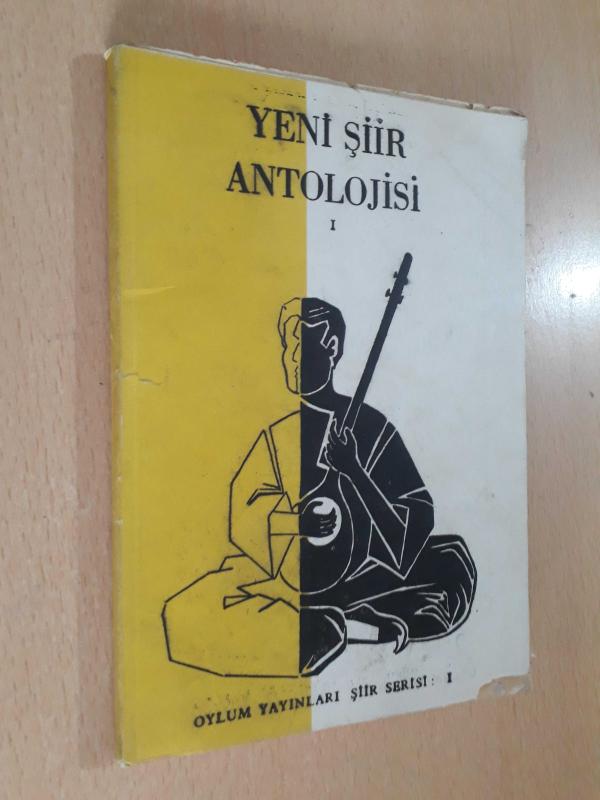 YENİ ŞİİR
ANTOLOJİSİ
I
OYLUM YAYINLARI ŞİİR SERİSİ: 1